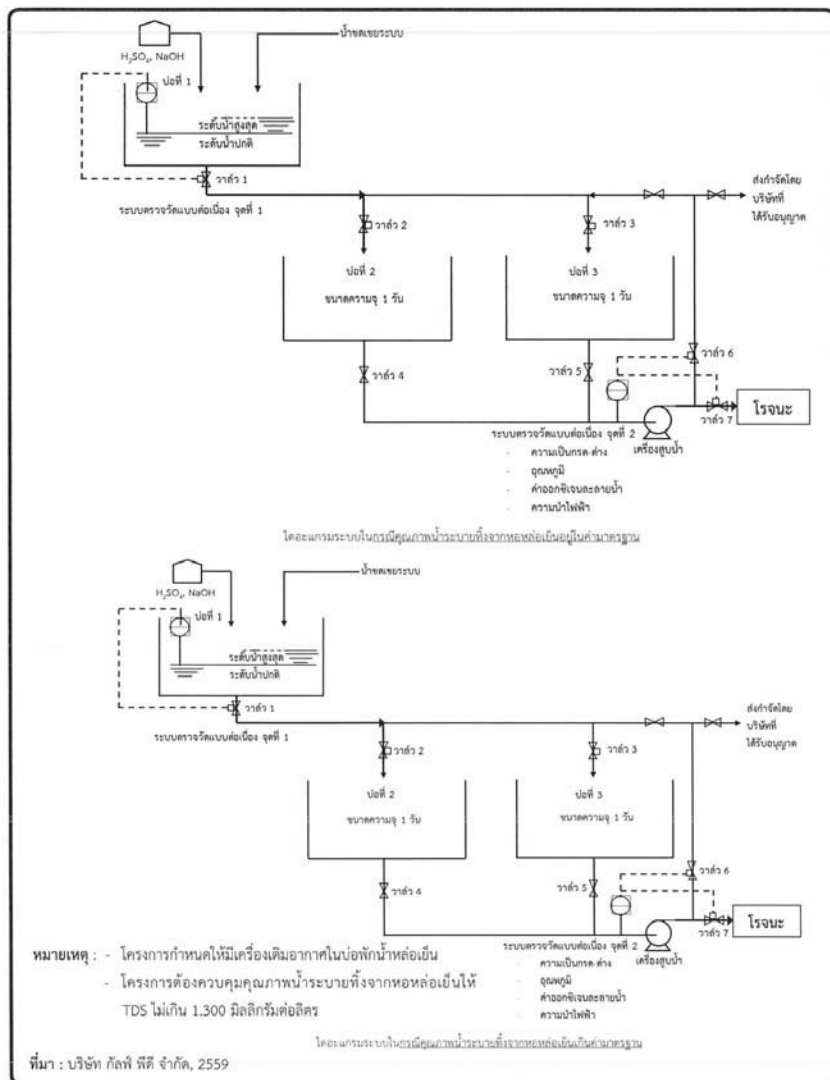 น้ำชดเชยระบบ
H₂SO₄, NaOH
บ่อที่ 1
ระดับน้ำสูงสุด
ระดับน้ำปกติ
วาล์ว 1
ระบบตรวจวัดแบบต่อเนื่อง จุดที่ 1
ส่งกำจัดโดย
บริษัทที่
ได้รับอนุญาต
วาล์ว 2
วาล์ว 3
บ่อที่ 2
ขนาดความจุ 1 วัน
บ่อที่ 3
ขนาดความจุ 1 วัน
วาล์ว 4
วาล์ว 5
วาล์ว 6
วาล์ว 7
โรจนะ
เครื่องสูบน้ำ
ระบบตรวจวัดแบบต่อเนื่อง จุดที่ 2
- ความเป็นกรด-ด่าง
- อุณหภูมิ
- ค่าออกซิเจนละลายน้ำ
- ความนำไฟฟ้า
ไดอะแกรมระบบในกรณีคุณภาพน้ำระบายทิ้งจากหอหล่อเย็นอยู่ในค่ามาตรฐาน
น้ำชดเชยระบบ
H₂SO₄, NaOH
บ่อที่ 1
ระดับน้ำสูงสุด
ระดับน้ำปกติ
วาล์ว 1
ระบบตรวจวัดแบบต่อเนื่อง จุดที่ 1
ส่งกำจัดโดย
บริษัทที่
ได้รับอนุญาต
วาล์ว 2
วาล์ว 3
บ่อที่ 2
ขนาดความจุ 1 วัน
บ่อที่ 3
ขนาดความจุ 1 วัน
วาล์ว 4
วาล์ว 5
วาล์ว 6
วาล์ว 7
โรจนะ
เครื่องสูบน้ำ
ระบบตรวจวัดแบบต่อเนื่อง จุดที่ 2
- ความเป็นกรด-ด่าง
- อุณหภูมิ
- ค่าออกซิเจนละลายน้ำ
- ความนำไฟฟ้า
หมายเหตุ : - โครงการกำหนดให้มีเครื่องเติมอากาศในบ่อพักน้ำหล่อเย็น
- โครงการต้องควบคุมคุณภาพน้ำระบายทิ้งจากหอหล่อเย็นให้
TDS ไม่เกิน 1.300 มิลลิกรัมต่อลิตร
ไดอะแกรมระบบในกรณีคุณภาพน้ำระบายทิ้งจากหอหล่อเย็นเกินค่ามาตรฐาน
ที่มา : บริษัท กัลฟ์ พีดี จำกัด, 2559